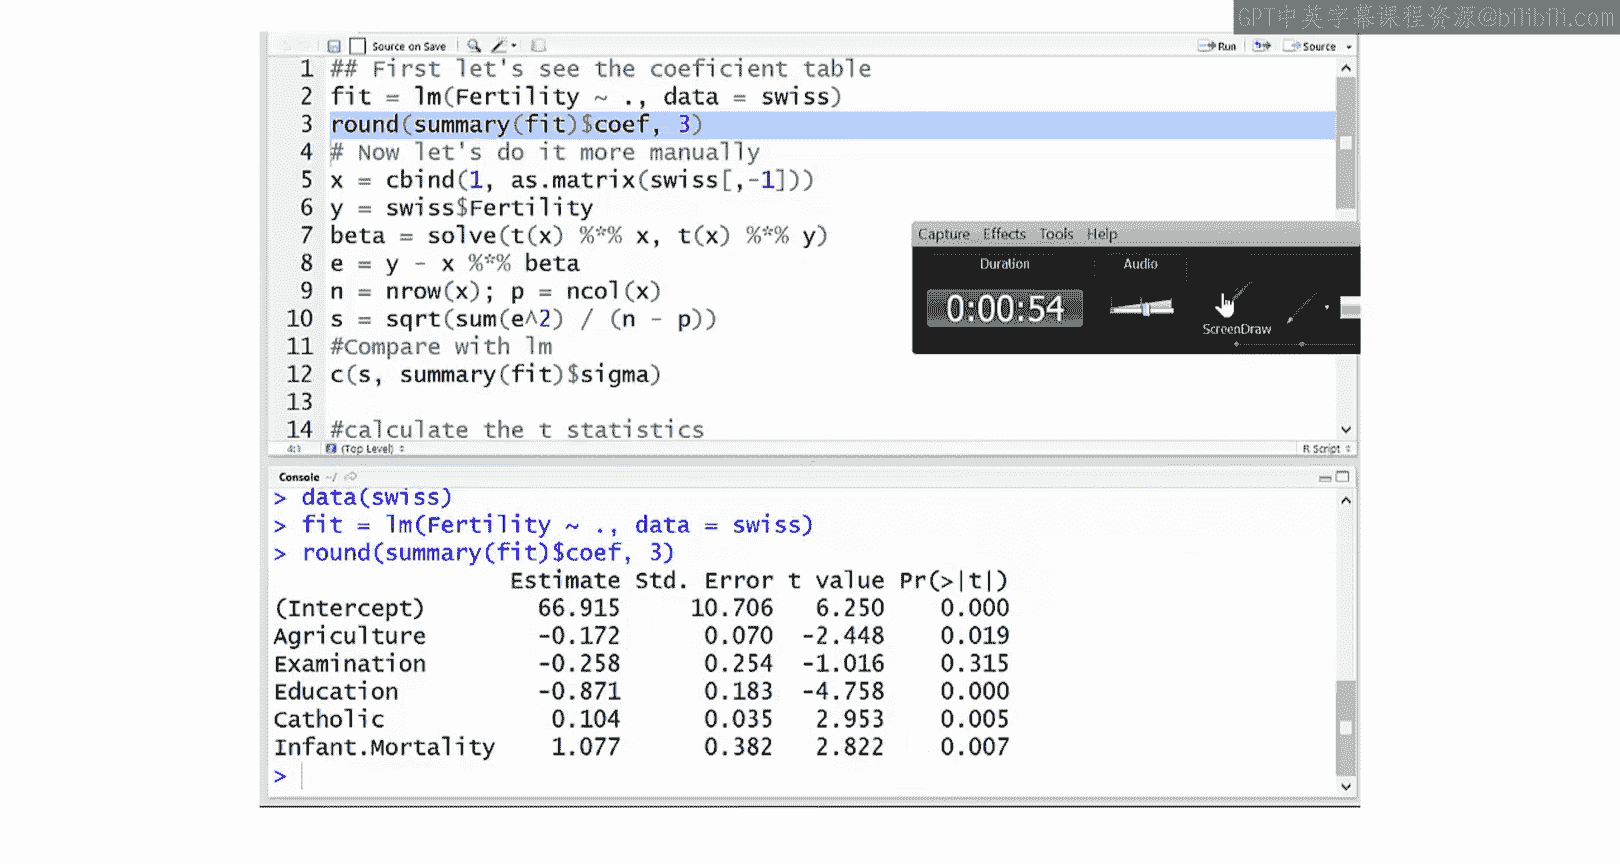 GPT中英字幕课程资源@bilibili.com
Source on Save
Run
Source
1 ## First let's see the coeficient table
2 fit = lm(Fertility ~ ., data = swiss)
3 round(summary(fit)$coef, 3)
4 # Now let's do it more manually
5 x = cbind(1, as.matrix(swiss[,-1]))
6 y = swiss$Fertility
7 beta = solve(t(x) %*% x, t(x) %*% y)
8 e = y - x %*% beta
9 n = nrow(x); p = ncol(x)
10 s = sqrt(sum(e^2) / (n - p))
11 #Compare with lm
12 c(s, summary(fit)$sigma)
13
14 #calculate the t statistics
4:1 (Top Level)
R Script
Capture Effects Tools Help
Duration Audio
0:00:54
ScreenDraw
Console ~/
> data(swiss)
> fit = lm(Fertility ~ ., data = swiss)
> round(summary(fit)$coef, 3)
Estimate Std. Error t value Pr(>|t|)
(Intercept) 66.915 10.706 6.250 0.000
Agriculture -0.172 0.070 -2.448 0.019
Examination -0.258 0.254 -1.016 0.315
Education -0.871 0.183 -4.758 0.000
Catholic 0.104 0.035 2.953 0.005
Infant.Mortality 1.077 0.382 2.822 0.007
>